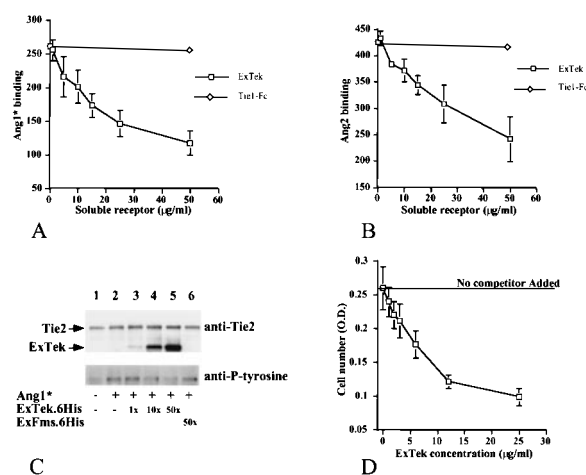 300
250
200
150
100
50
Ang1* binding
0 10 20 30 40 50 60
Soluble receptor (µg/ml)
ExTek
Tie1-Fc
A
450
400
350
300
250
200
150
Ang2 binding
0 10 20 30 40 50 60
Soluble receptor (µg/ml)
ExTek
Tie1-Fc
B
1 2 3 4 5 6
Tie2 anti-Tie2
ExTek
anti-P-tyrosine
Ang1* - + + + + +
ExTek.6His - - 1x 10x 50x
ExFms.6His 50x
C
0.3
0.25
0.2
0.15
0.1
0.05
Cell number (O.D.)
No competitor Added
0 5 10 15 20 25 30
ExTek concentration (µg/ml)
D